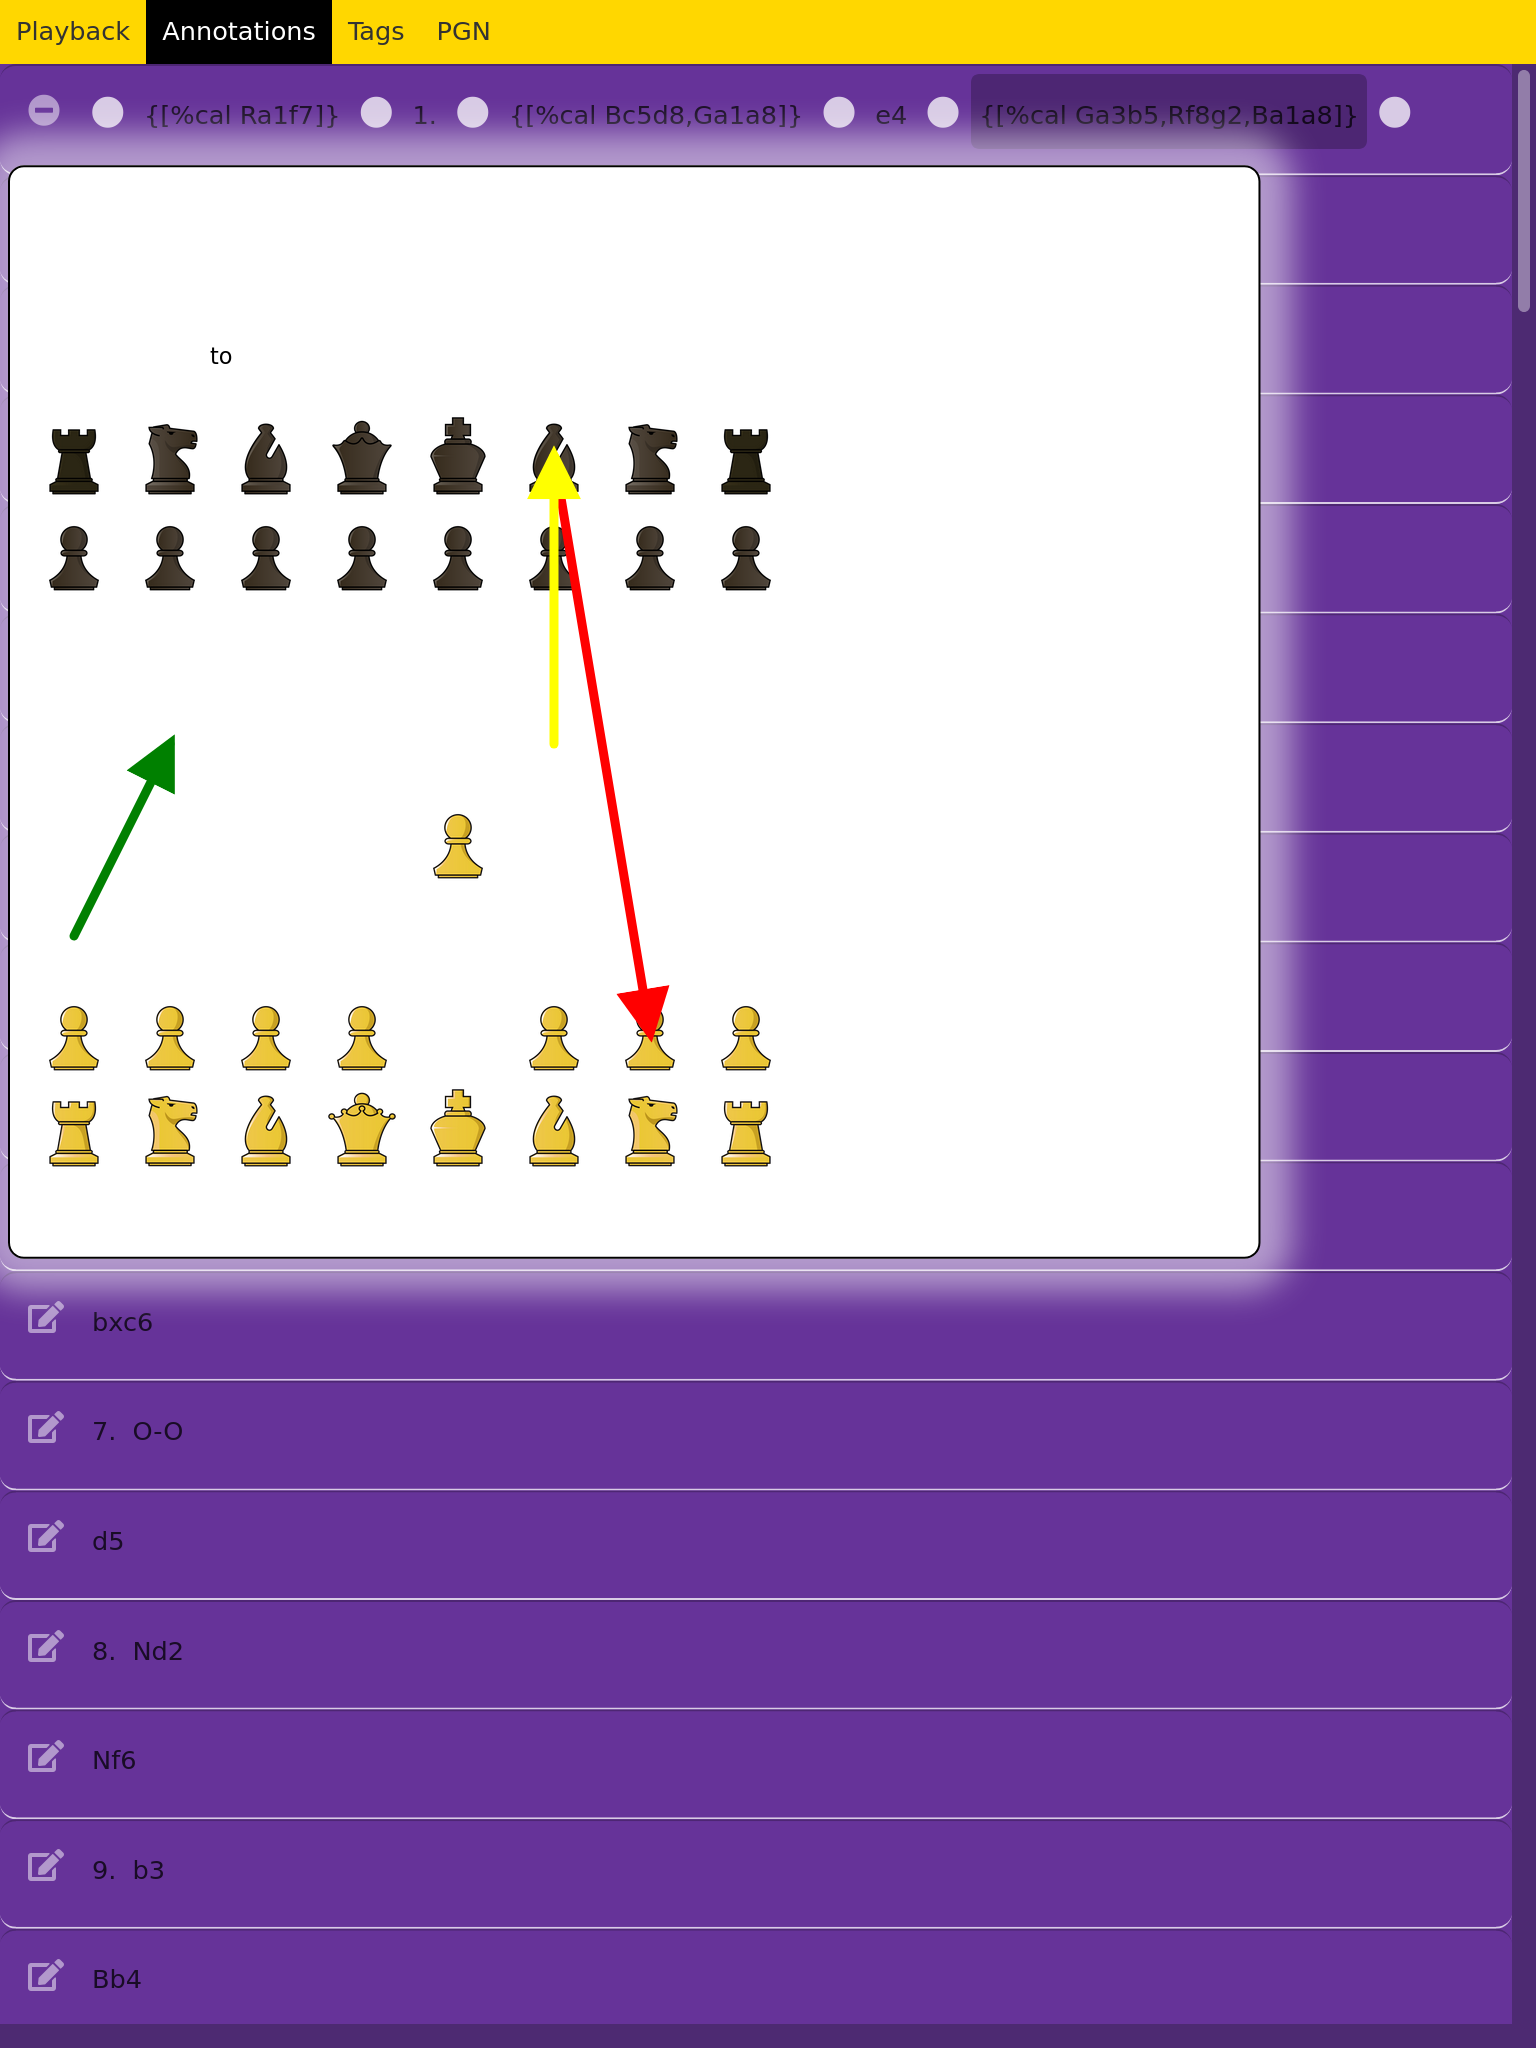 Playback Annotations Tags PGN
{[%cal Ra1f7]} 1. {[%cal Bc5d8,Ga1a8]} e4 {[%cal Ga3b5,Rf8g2,Ba1a8]}
to
bxc6
7. O-O
d5
8. Nd2
Nf6
9. b3
Bb4